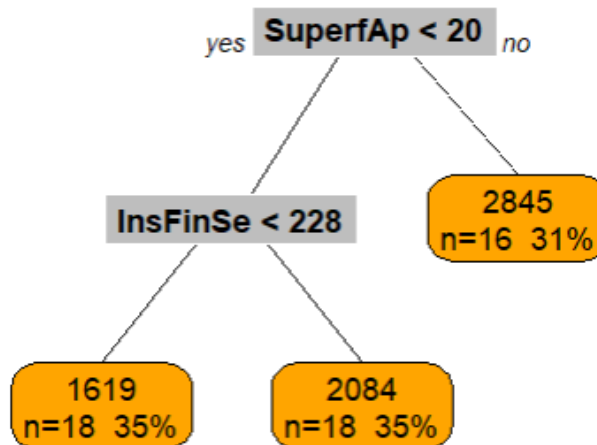 yes SuperfAp < 20 no
2845
n=16 31%
InsFinSe < 228
1619
n=18 35%
2084
n=18 35%